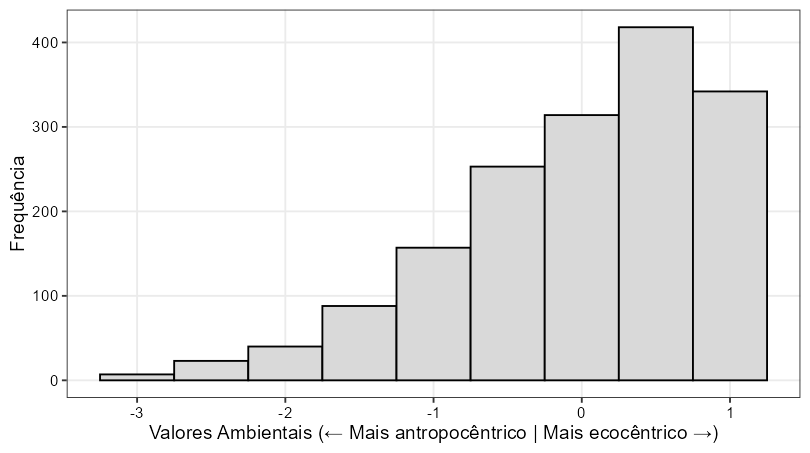 400
300
200
100
0
Frequência
-3 -2 -1 0 1
Valores Ambientais (← Mais antropocêntrico | Mais ecocêntrico →)